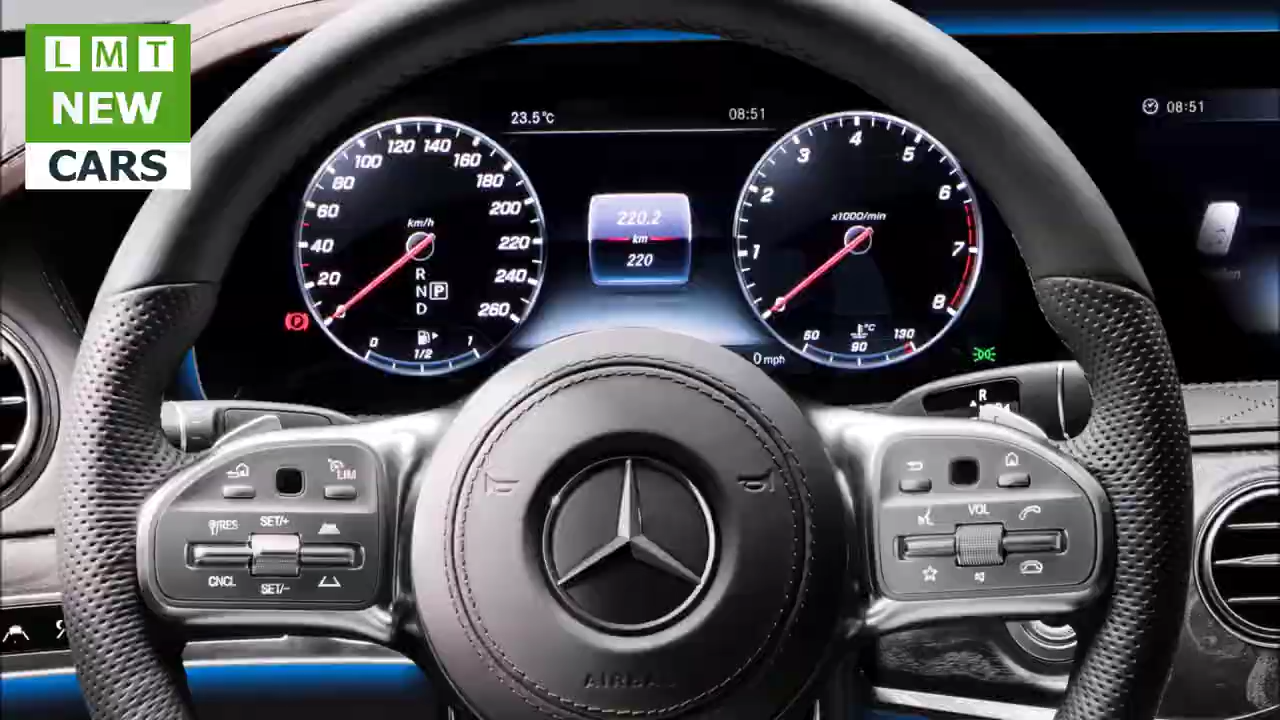 LMT
NEW
CARS
23.5°C
08:51
08:51
km/h
20
40
60
80
100
120
140
160
180
200
220
240
260
R
N P
D
0
1/2
1
220.2
km
220
x1000/min
1
2
3
4
5
6
7
8
°C
60
90
130
0 mph
R
LIM
RES
SET/+
CNCL
SET/-
VOL
AIRBAG